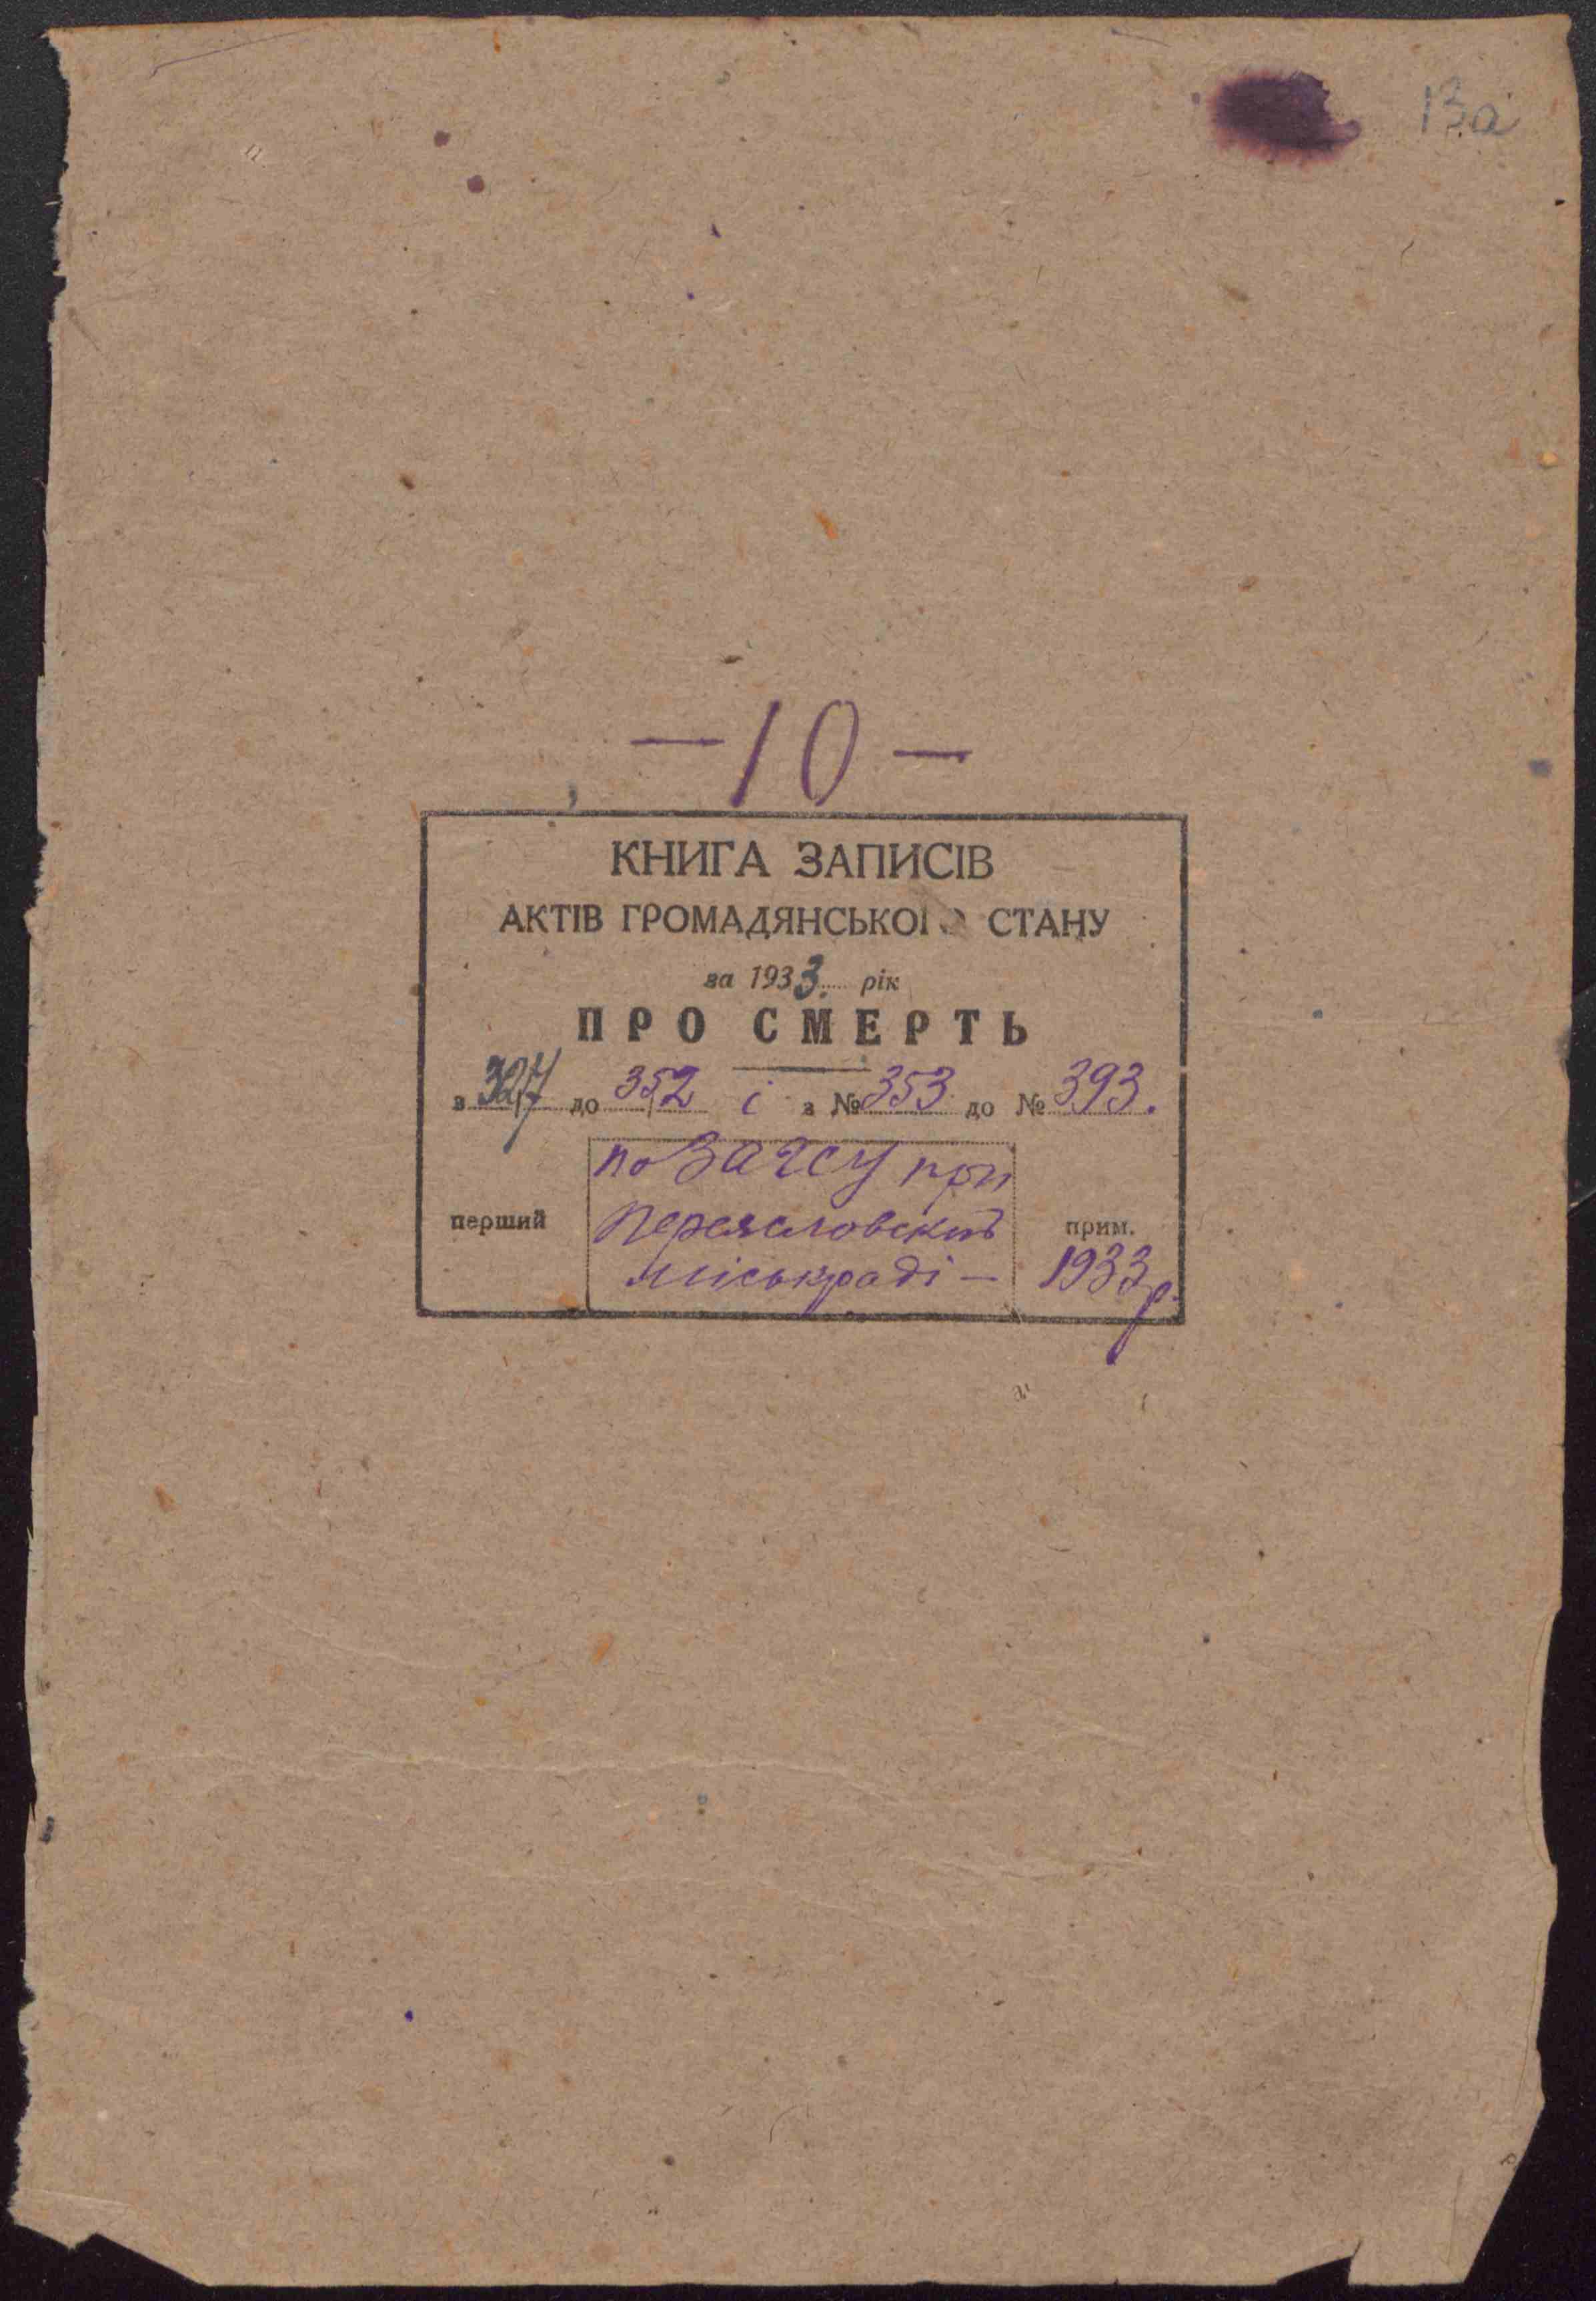 13а
— 10 —
КНИГА ЗАПИСІВ
АКТІВ ГРОМАДЯНСЬКОГО СТАНУ
за 1933. рік
ПРО СМЕРТЬ
з 327 до 352 і з № 353 до № 393.
по Загсу при
перший Переяславській прим.
міськраді — 1933 р.